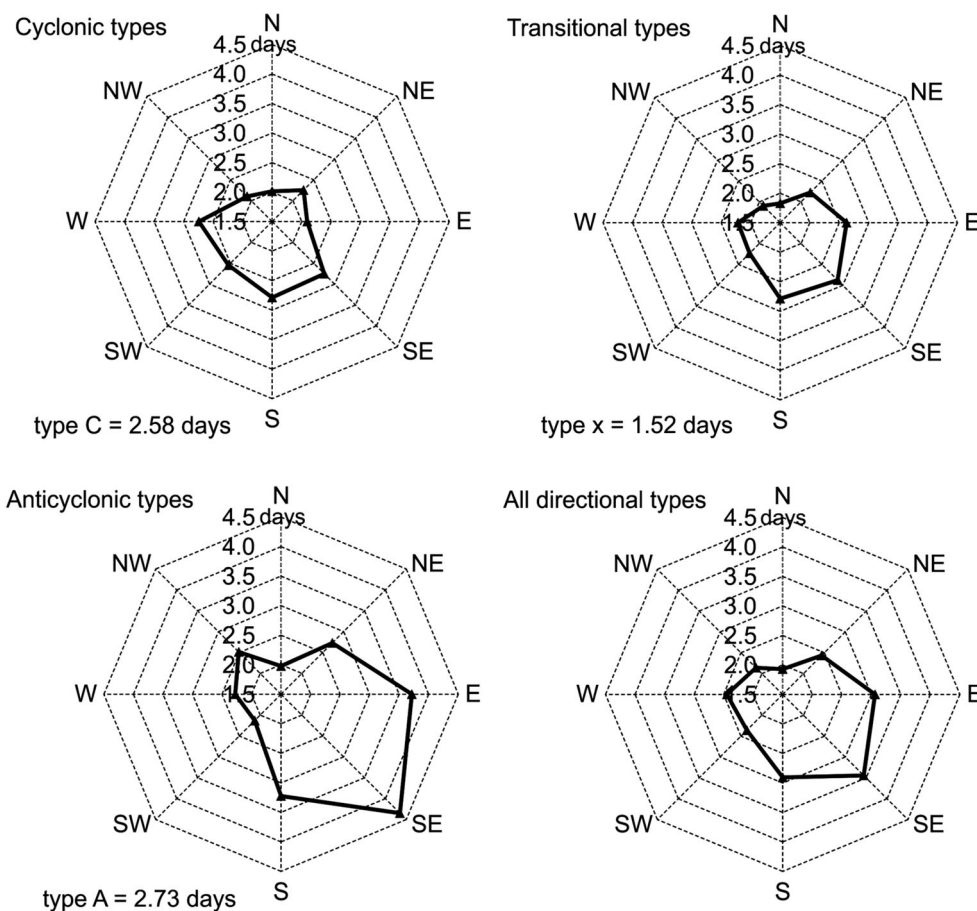 Cyclonic types
N
days
4.5
4.0
3.5
3.0
2.5
2.0
1.5
NW
NE
W
E
SW
SE
S
type C = 2.58 days
Transitional types
N
days
4.5
4.0
3.5
3.0
2.5
2.0
1.5
NW
NE
W
E
SW
SE
S
type x = 1.52 days
Anticyclonic types
N
days
4.5
4.0
3.5
3.0
2.5
2.0
1.5
NW
NE
W
E
SW
SE
S
type A = 2.73 days
All directional types
N
days
4.5
4.0
3.5
3.0
2.5
2.0
1.5
NW
NE
W
E
SW
SE
S